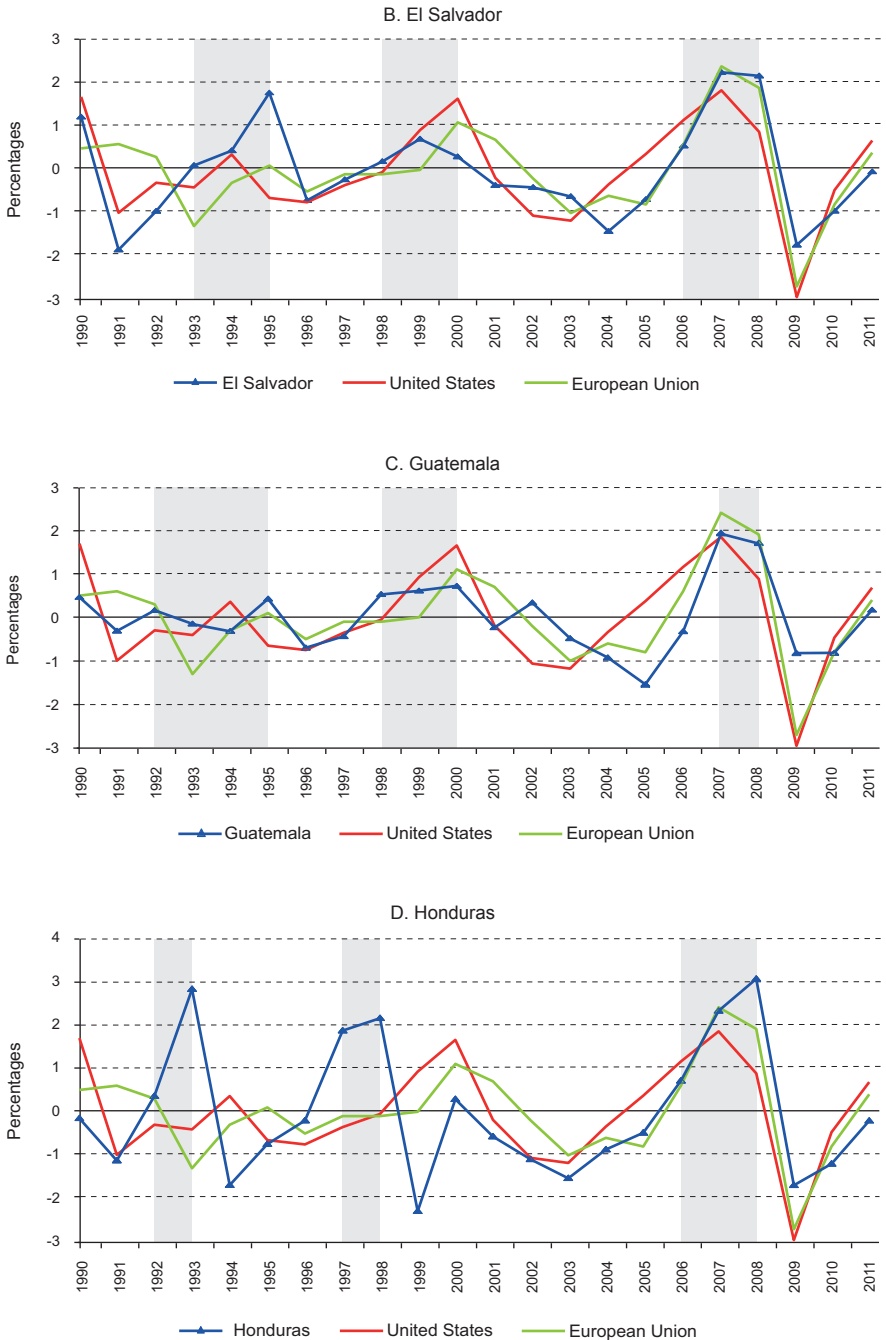 B. El Salvador
Percentages
3
2
1
0
-1
-2
-3
1990 1991 1992 1993 1994 1995 1996 1997 1998 1999 2000 2001 2002 2003 2004 2005 2006 2007 2008 2009 2010 2011
El Salvador United States European Union
C. Guatemala
Percentages
3
2
1
0
-1
-2
-3
1990 1991 1992 1993 1994 1995 1996 1997 1998 1999 2000 2001 2002 2003 2004 2005 2006 2007 2008 2009 2010 2011
Guatemala United States European Union
D. Honduras
Percentages
4
3
2
1
0
-1
-2
-3
1990 1991 1992 1993 1994 1995 1996 1997 1998 1999 2000 2001 2002 2003 2004 2005 2006 2007 2008 2009 2010 2011
Honduras United States European Union